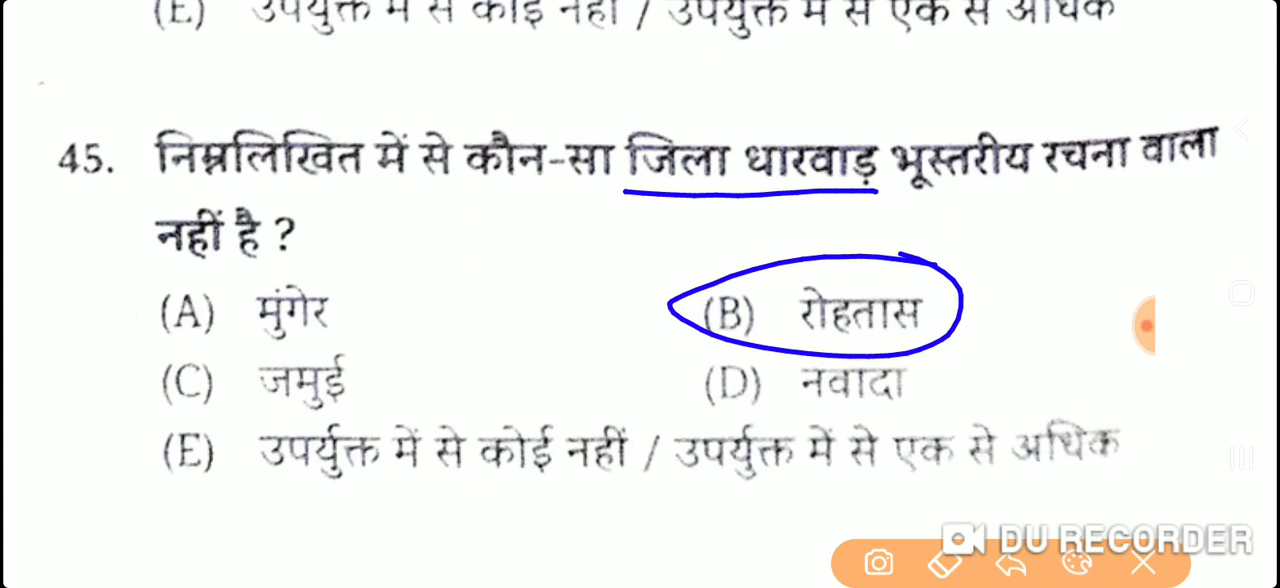 (E) उपर्युक्त में से कोई नहीं / उपर्युक्त में से एक से अधिक
45. निम्नलिखित में से कौन-सा जिला धारवाड़ भूस्तरीय रचना वाला
नहीं है ?
(A) मुंगेर (B) रोहतास
(C) जमुई (D) नवादा
(E) उपर्युक्त में से कोई नहीं / उपर्युक्त में से एक से अधिक
DU RECORDER